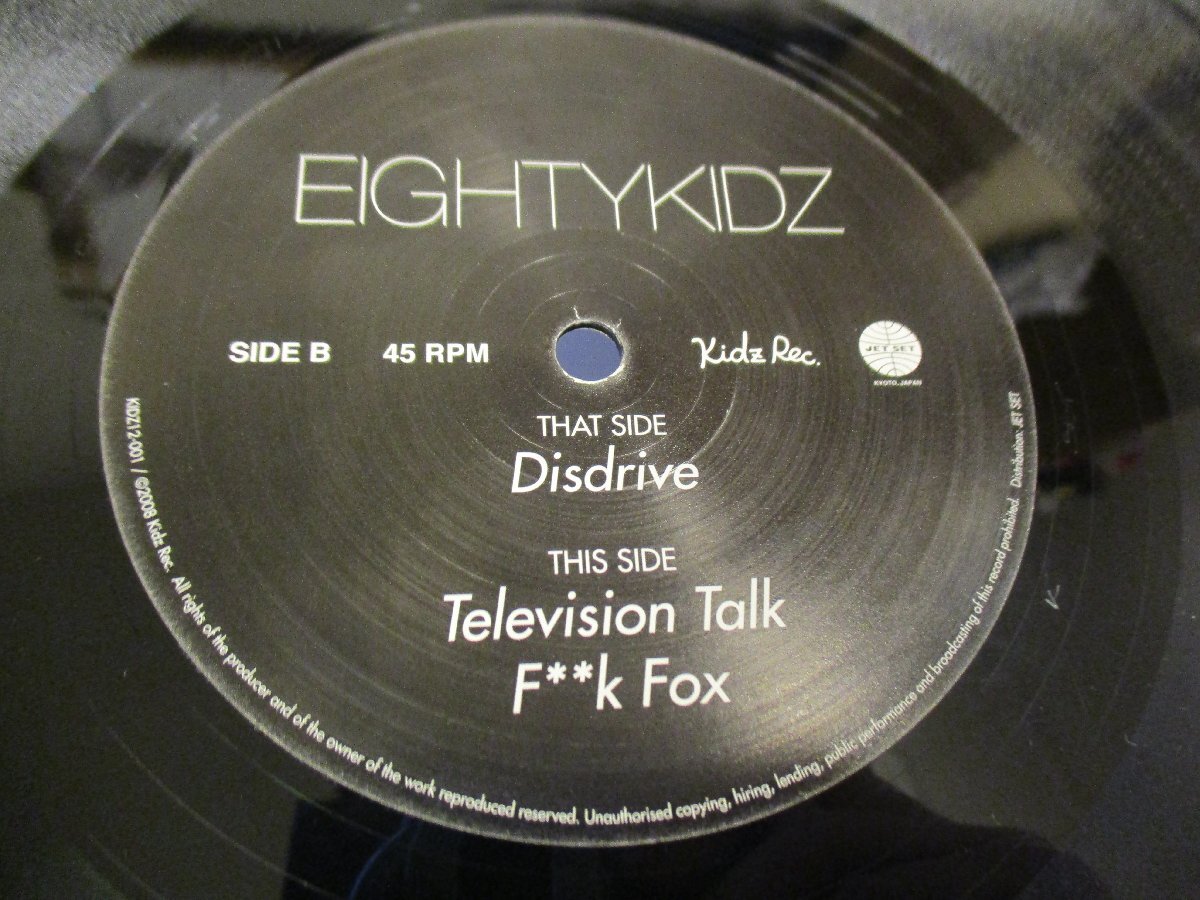 EIGHTYKIDZ
SIDE B 45 RPM Kidz Rec. JET SET
KYOTO, JAPAN
THAT SIDE
Disdrive
THIS SIDE
Television Talk
F**k Fox
KIDZ12-001 / ©2008 Kidz Rec. All rights of the producer and of the owner of the work reproduced reserved. Unauthorised copying, hiring, lending, public performance and broadcasting of this record prohibited. Distribution: JET SET